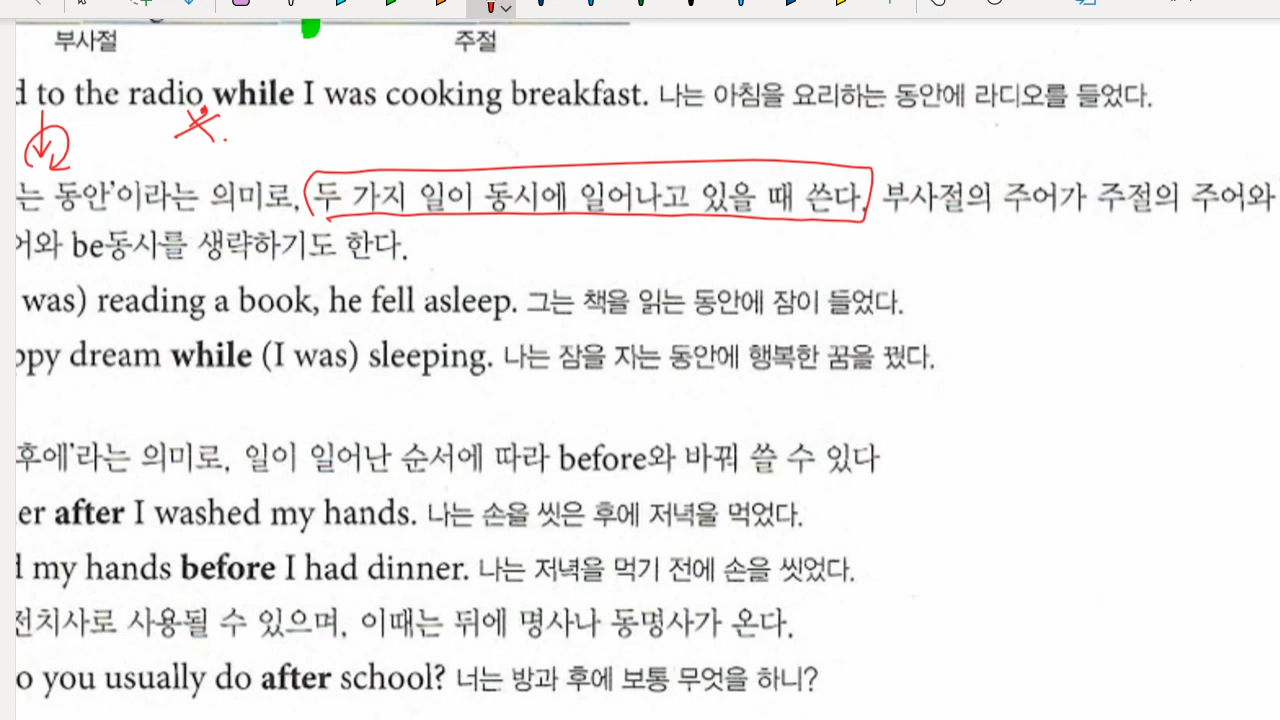 부사절 주절
to the radio while I was cooking breakfast. 나는 아침을 요리하는 동안에 라디오를 들었다.
는 동안'이라는 의미로, 두 가지 일이 동시에 일어나고 있을 때 쓴다. 부사절의 주어가 주절의 주어와
어와 be동시를 생략하기도 한다.
was) reading a book, he fell asleep. 그는 책을 읽는 동안에 잠이 들었다.
ppy dream while (I was) sleeping. 나는 잠을 자는 동안에 행복한 꿈을 꿨다.
후에'라는 의미로, 일이 일어난 순서에 따라 before와 바꿔 쓸 수 있다
er after I washed my hands. 나는 손을 씻은 후에 저녁을 먹었다.
d my hands before I had dinner. 나는 저녁을 먹기 전에 손을 씻었다.
전치사로 사용될 수 있으며, 이때는 뒤에 명사나 동명사가 온다.
o you usually do after school? 너는 방과 후에 보통 무엇을 하니?